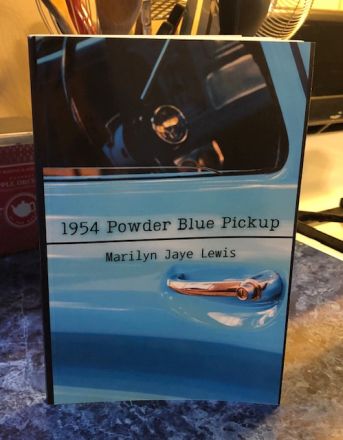 1954 Powder Blue Pickup
Marilyn Jaye Lewis